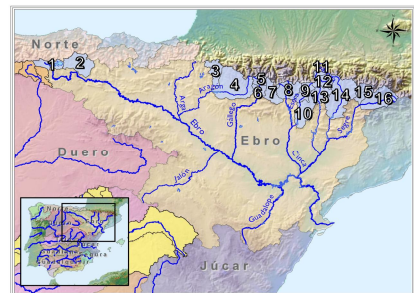 Norte
1
2
3
4
5
6
7
8
9
10
11
12
13
14
15
16
Aragón
Arga
Gállego
Ebro
Esera
Segre
Cinca
Ebro
Duero
Jalón
Guadalope
Júcar
Norte